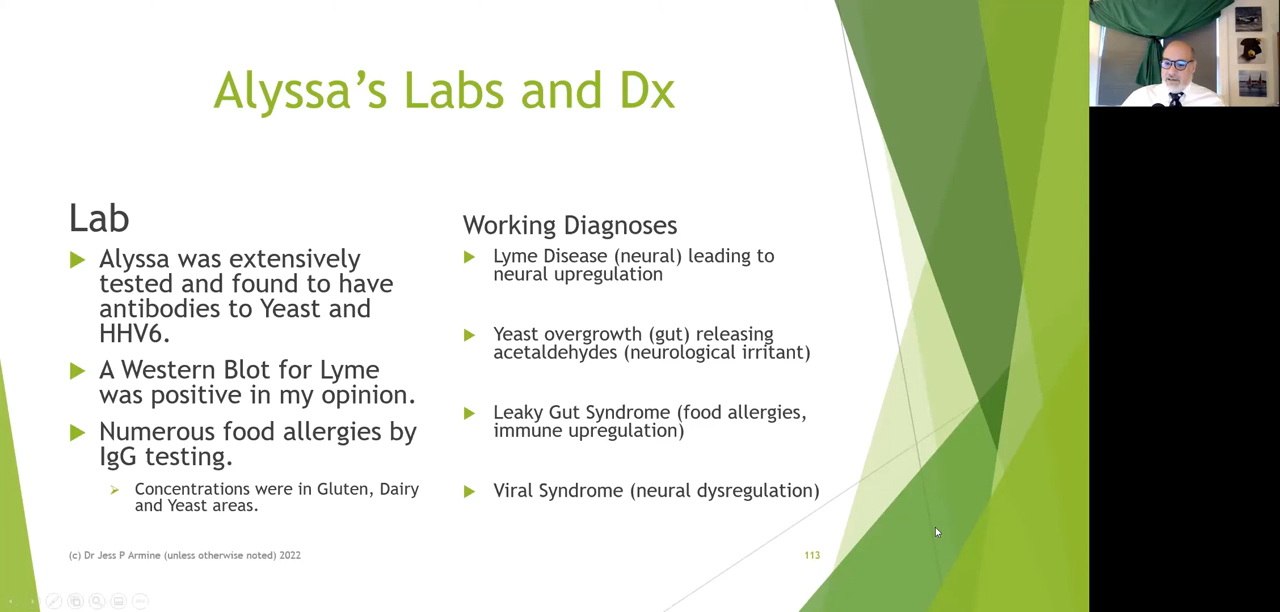 Alyssa's Labs and Dx
Lab
Alyssa was extensively
tested and found to have
antibodies to Yeast and
HHV6.
A Western Blot for Lyme
was positive in my opinion.
Numerous food allergies by
IgG testing.
Concentrations were in Gluten, Dairy
and Yeast areas.
Working Diagnoses
Lyme Disease (neural) leading to
neural upregulation
Yeast overgrowth (gut) releasing
acetaldehydes (neurological irritant)
Leaky Gut Syndrome (food allergies,
immune upregulation)
Viral Syndrome (neural dysregulation)
(c) Dr Jess P Armine (unless otherwise noted) 2022
113